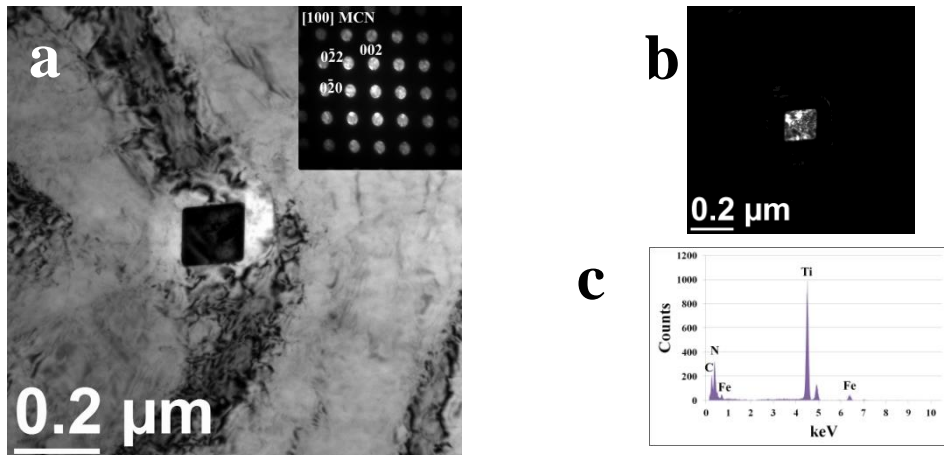 a
[100] MCN
002
02̄2
02̄0
0.2 µm
b
0.2 µm
c
1200
1000
800
600
400
200
0
Counts
Ti
N
C
Fe
Fe
0 1 2 3 4 5 6 7 8 9 10
keV